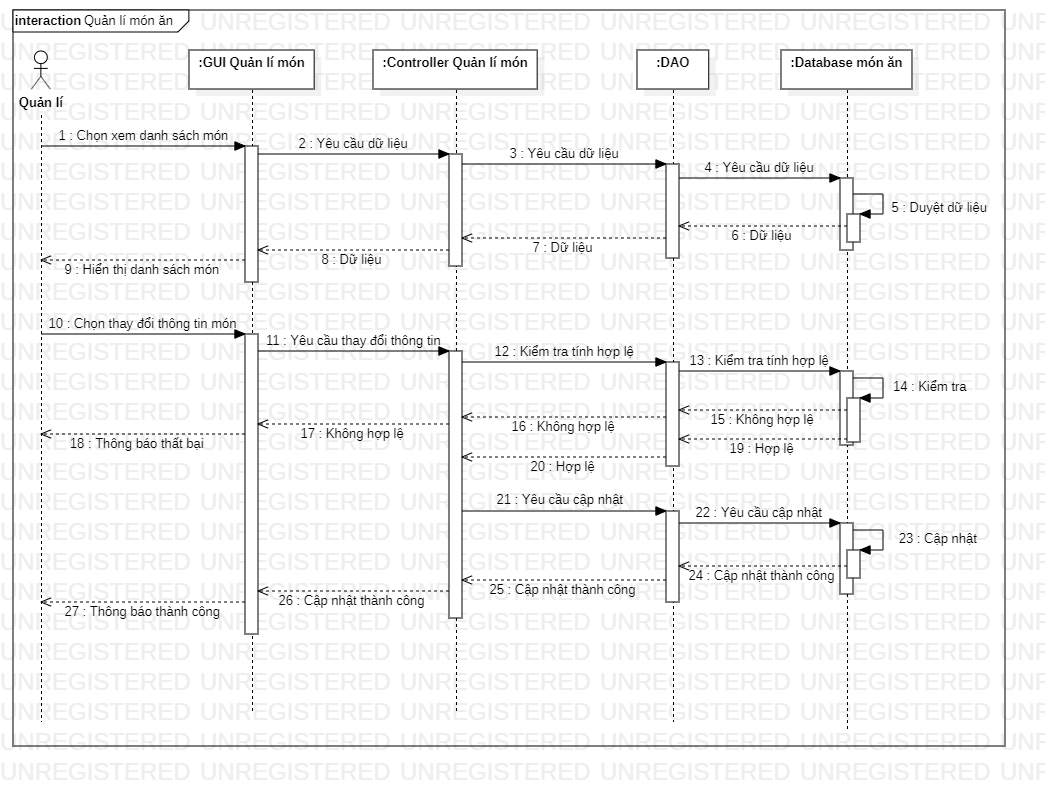 interaction Quản lí món ăn
:GUI Quản lí món
:Controller Quản lí món
:DAO
:Database món ăn
Quản lí
1 : Chọn xem danh sách món
2 : Yêu cầu dữ liệu
3 : Yêu cầu dữ liệu
4 : Yêu cầu dữ liệu
5 : Duyệt dữ liệu
6 : Dữ liệu
7 : Dữ liệu
8 : Dữ liệu
9 : Hiển thị danh sách món
10 : Chọn thay đổi thông tin món
11 : Yêu cầu thay đổi thông tin
12 : Kiểm tra tính hợp lệ
13 : Kiểm tra tính hợp lệ
14 : Kiểm tra
15 : Không hợp lệ
16 : Không hợp lệ
17 : Không hợp lệ
18 : Thông báo thất bại
19 : Hợp lệ
20 : Hợp lệ
21 : Yêu cầu cập nhật
22 : Yêu cầu cập nhật
23 : Cập nhật
24 : Cập nhật thành công
25 : Cập nhật thành công
26 : Cập nhật thành công
27 : Thông báo thành công
UNREGISTERED UNREGISTERED UNREGISTERED UNREGISTERED UNREGISTERED UNR